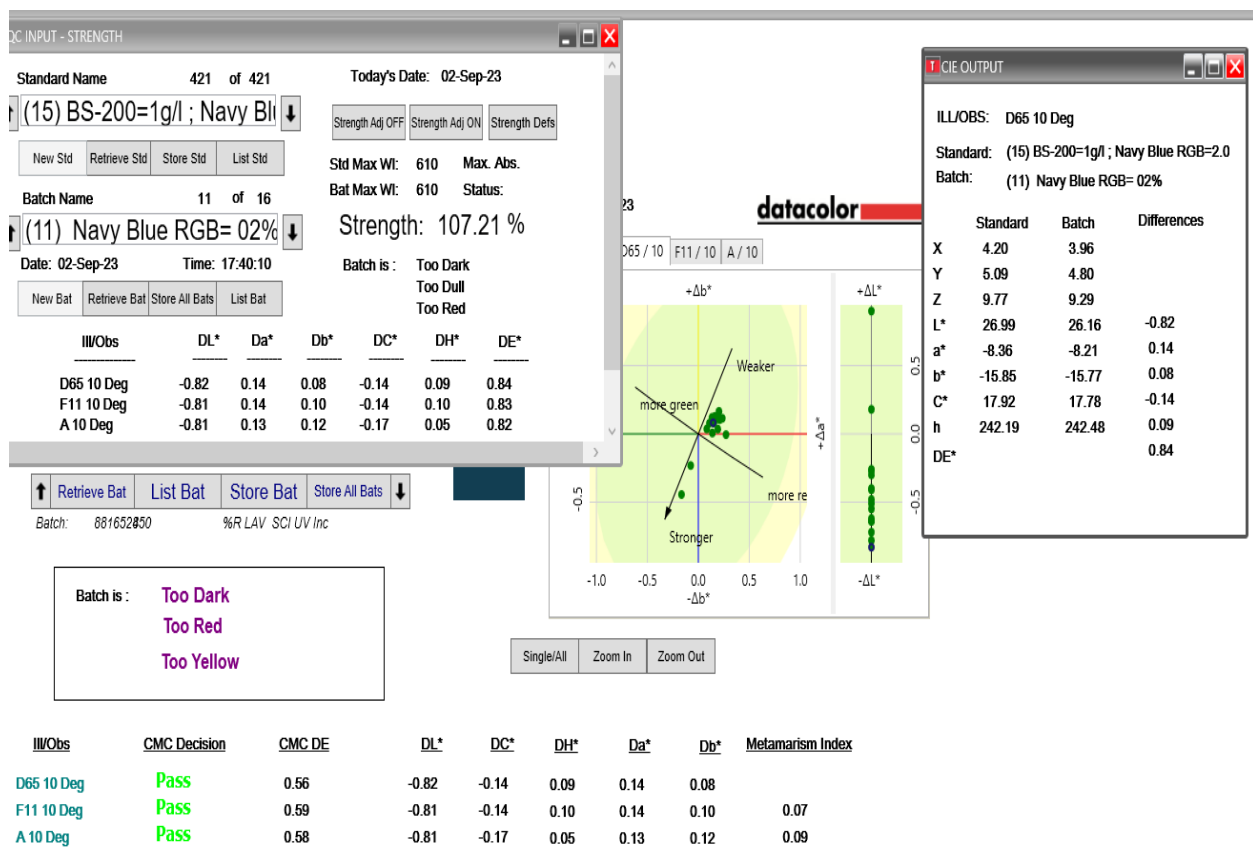 QC INPUT - STRENGTH
Standard Name 421 of 421 Today's Date: 02-Sep-23
(15) BS-200=1g/l ; Navy Bl
Strength Adj OFF Strength Adj ON Strength Defs
New Std Retrieve Std Store Std List Std
Std Max WI: 610 Max. Abs.
Bat Max WI: 610 Status:
Batch Name 11 of 16
(11) Navy Blue RGB= 02%
Strength: 107.21 %
Date: 02-Sep-23 Time: 17:40:10
Batch is : Too Dark
Too Dull
Too Red
New Bat Retrieve Bat Store All Bats List Bat
Ill/Obs DL* Da* Db* DC* DH* DE*
D65 10 Deg -0.82 0.14 0.08 -0.14 0.09 0.84
F11 10 Deg -0.81 0.14 0.10 -0.14 0.10 0.83
A 10 Deg -0.81 0.13 0.12 -0.17 0.05 0.82
Retrieve Bat List Bat Store Bat Store All Bats
Batch: %R LAV SCI UV Inc
Batch is : Too Dark
Too Red
Too Yellow
23
datacolor
D65 / 10 F11 / 10 A / 10
+Δb* +ΔL*
Weaker
more green
more re
Stronger
0.5
0.0
-0.5
+Δa*
0.5
0.0
-0.5
-1.0 -0.5 0.0 0.5 1.0
-Δb* -ΔL*
Single/All Zoom In Zoom Out
T CIE OUTPUT
ILL/OBS: D65 10 Deg
Standard: (15) BS-200=1g/l ; Navy Blue RGB=2.0
Batch: (11) Navy Blue RGB= 02%
Standard Batch Differences
X 4.20 3.96
Y 5.09 4.80
Z 9.77 9.29
L* 26.99 26.16 -0.82
a* -8.36 -8.21 0.14
b* -15.85 -15.77 0.08
C* 17.92 17.78 -0.14
h 242.19 242.48 0.09
DE* 0.84
Ill/Obs CMC Decision CMC DE DL* DC* DH* Da* Db* Metamarism Index
D65 10 Deg Pass 0.56 -0.82 -0.14 0.09 0.14 0.08
F11 10 Deg Pass 0.59 -0.81 -0.14 0.10 0.14 0.10 0.07
A 10 Deg Pass 0.58 -0.81 -0.17 0.05 0.13 0.12 0.09